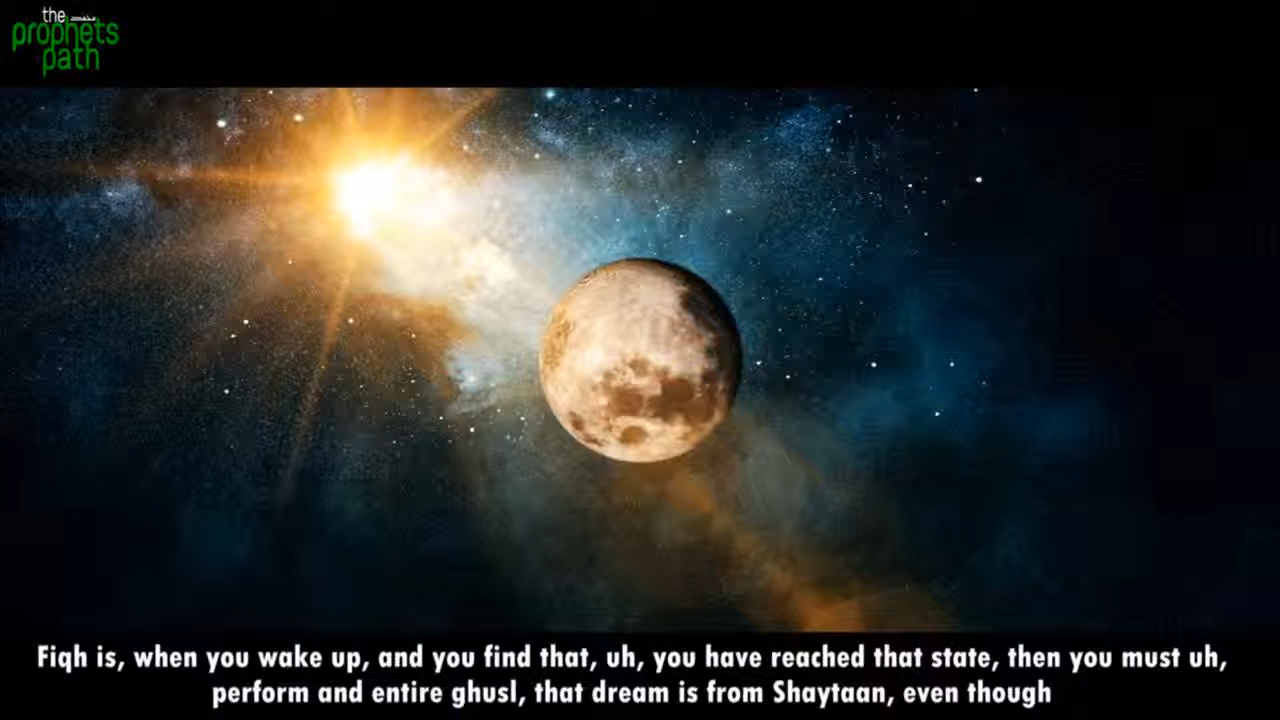 the
prophets
path
Fiqh is, when you wake up, and you find that, uh, you have reached that state, then you must uh,
perform and entire ghusl, that dream is from Shaytaan, even though